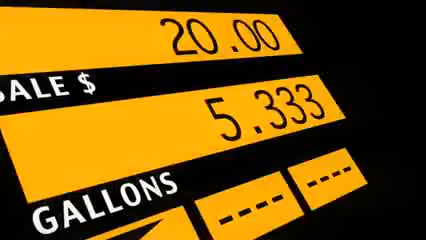 20.00
SALE $
5.333
GALLONS
---- ----